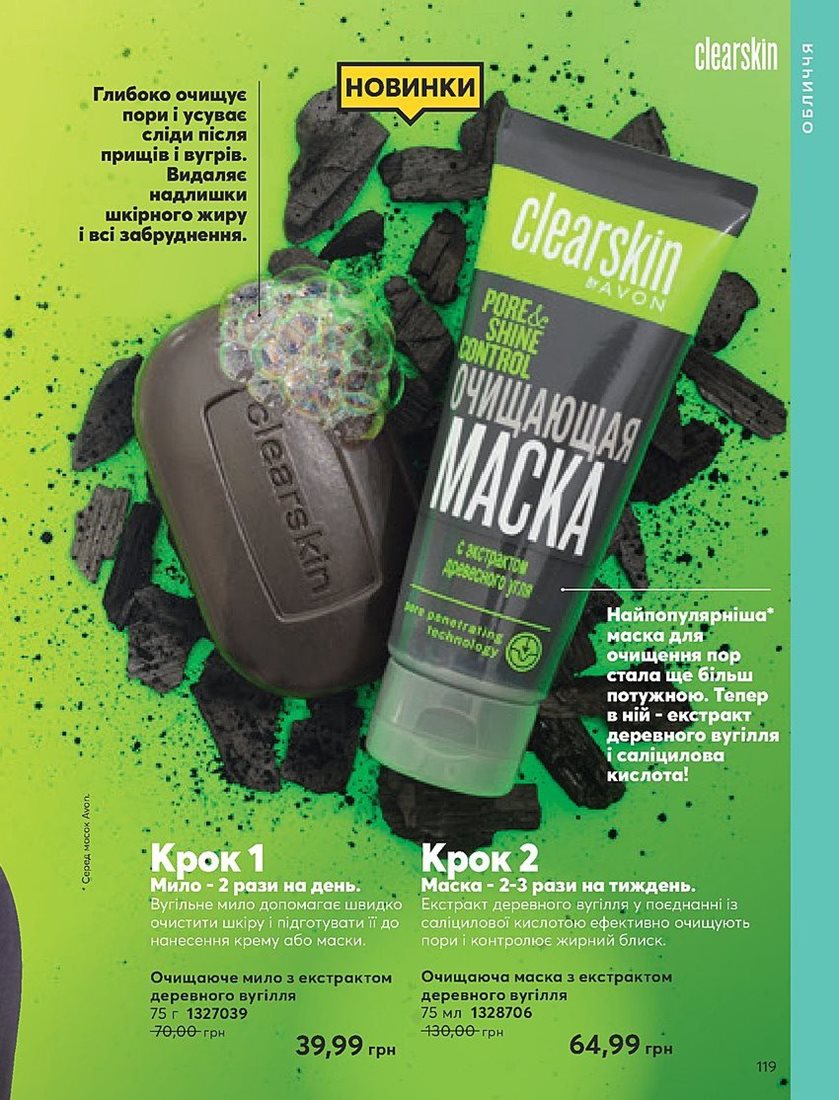 clearskin
ОБЛИЧЧЯ
НОВИНКИ
Глибоко очищує
пори і усуває
сліди після
прищів і вугрів.
Видаляє
надлишки
шкірного жиру
і всі забруднення.
clearskin
BY AVON
PORE &
SHINE
CONTROL
ОЧИЩАЮЩАЯ
МАСКА
с экстрактом
древесного угля
pore penetrating
technology
clearskin
Найпопулярніша*
маска для
очищення пор
стала ще більш
потужною. Тепер
в ній - екстракт
деревного вугілля
і саліцилова
кислота!
* Серед масок Avon.
Крок 1
Мило - 2 рази на день.
Вугільне мило допомагає швидко
очистити шкіру і підготувати її до
нанесення крему або маски.
Очищаюче мило з екстрактом
деревного вугілля
75 г 1327039
70,00 грн
39,99 грн
Крок 2
Маска - 2-3 рази на тиждень.
Екстракт деревного вугілля у поєднанні із
саліциловой кислотою ефективно очищують
пори і контролює жирний блиск.
Очищаюча маска з екстрактом
деревного вугілля
75 мл 1328706
130,00 грн
64,99 грн
119